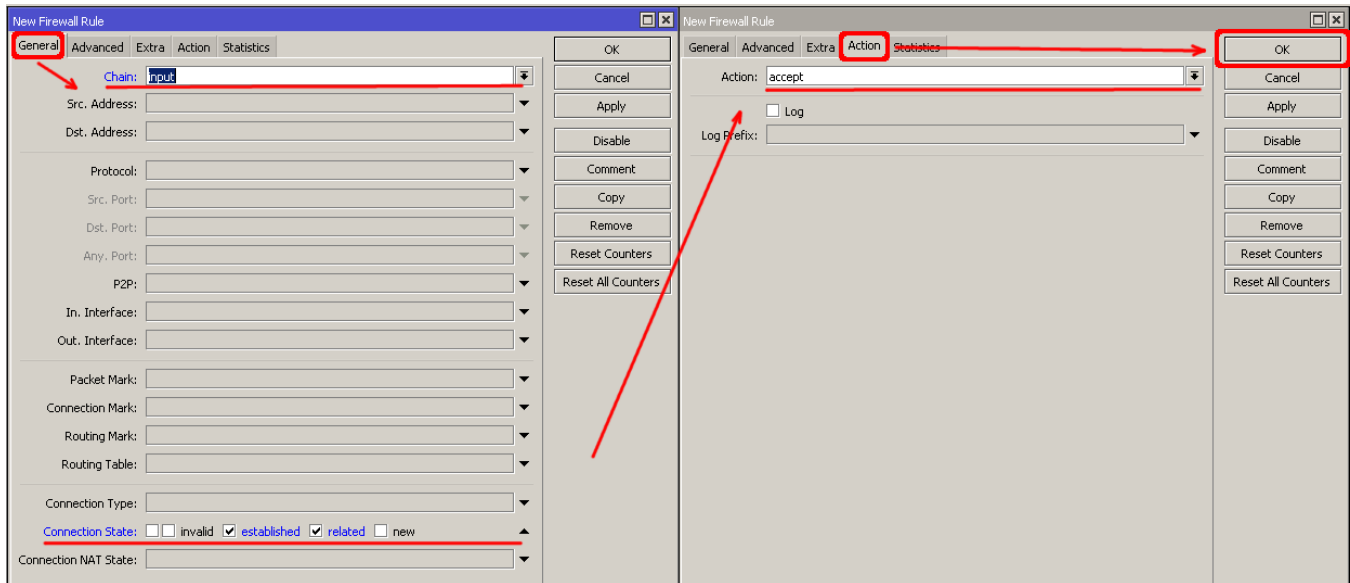 New Firewall Rule
General Advanced Extra Action Statistics
Chain: input
Src. Address:
Dst. Address:
Protocol:
Src. Port:
Dst. Port:
Any. Port:
P2P:
In. Interface:
Out. Interface:
Packet Mark:
Connection Mark:
Routing Mark:
Routing Table:
Connection Type:
Connection State: invalid established related new
Connection NAT State:
OK
Cancel
Apply
Disable
Comment
Copy
Remove
Reset Counters
Reset All Counters
New Firewall Rule
General Advanced Extra Action Statistics
Action: accept
Log
Log Prefix:
OK
Cancel
Apply
Disable
Comment
Copy
Remove
Reset Counters
Reset All Counters